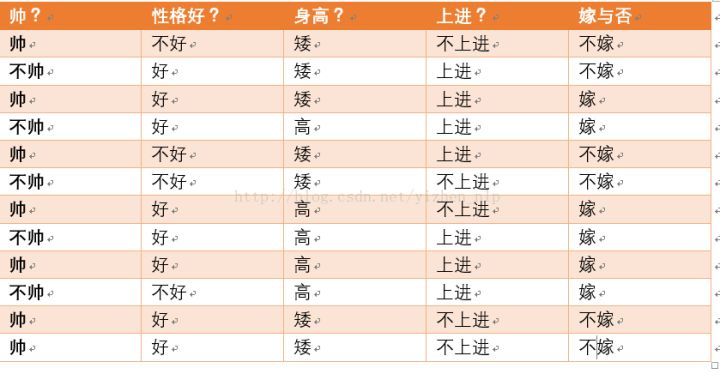 帅？ 性格好？ 身高？ 上进？ 嫁与否
帅 不好 矮 不上进 不嫁
不帅 好 矮 上进 不嫁
帅 好 矮 上进 嫁
不帅 好 高 上进 嫁
帅 不好 矮 上进 不嫁
不帅 不好 矮 不上进 不嫁
http://blog.csdn.net/yizhen_nlp
帅 好 高 不上进 嫁
不帅 好 高 上进 嫁
帅 好 高 上进 嫁
不帅 不好 高 上进 嫁
帅 好 矮 不上进 不嫁
帅 好 矮 不上进 不嫁